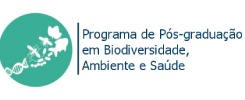 Programa de Pós-graduação
em Biodiversidade,
Ambiente e Saúde